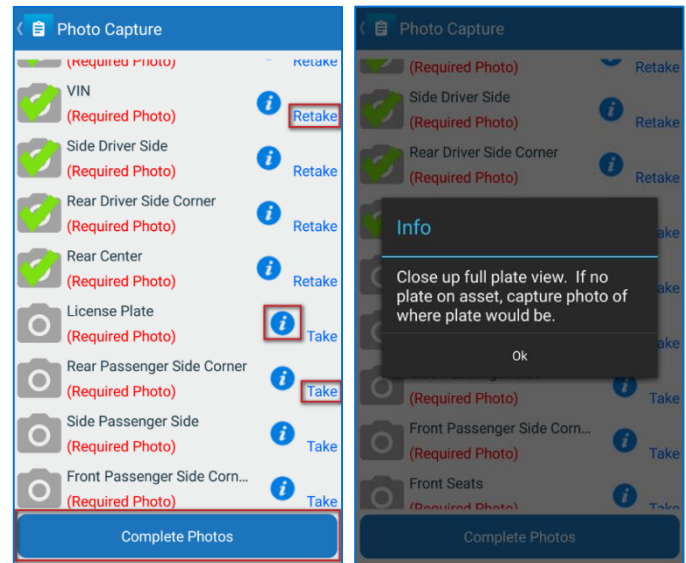 Photo Capture
(Required Photo)
Retake
VIN
(Required Photo)
Retake
Side Driver Side
(Required Photo)
Retake
Rear Driver Side Corner
(Required Photo)
Retake
Rear Center
(Required Photo)
Retake
License Plate
(Required Photo)
Take
Rear Passenger Side Corner
(Required Photo)
Take
Side Passenger Side
(Required Photo)
Take
Front Passenger Side Corn...
(Required Photo)
Take
Complete Photos
Photo Capture
(Required Photo)
Retake
Side Driver Side
(Required Photo)
Retake
Rear Driver Side Corner
(Required Photo)
Retake
Info
Close up full plate view. If no
plate on asset, capture photo of
where plate would be.
Ok
(Required Photo)
Take
Front Passenger Side Corn...
(Required Photo)
Take
Front Seats
(Required Photo)
Take
Complete Photos